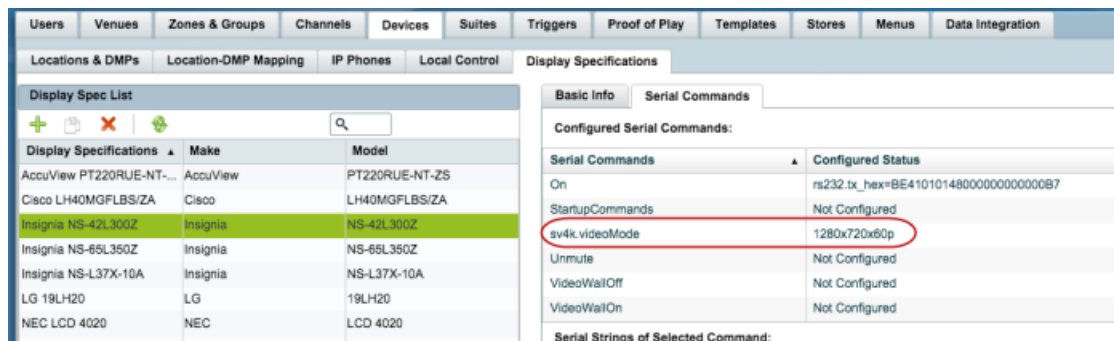 Users Venues Zones & Groups Channels Devices Suites Triggers Proof of Play Templates Stores Menus Data Integration
Locations & DMPs Location-DMP Mapping IP Phones Local Control Display Specifications
Display Spec List
Display Specifications Make Model
AccuView PT220RUE-NT-... AccuView PT220RUE-NT-ZS
Cisco LH40MGFLBS/ZA Cisco LH40MGFLBS/ZA
Insignia NS-42L300Z Insignia NS-42L300Z
Insignia NS-65L350Z Insignia NS-65L350Z
Insignia NS-L37X-10A Insignia NS-L37X-10A
LG 19LH20 LG 19LH20
NEC LCD 4020 NEC LCD 4020
Basic Info Serial Commands
Configured Serial Commands:
Serial Commands Configured Status
On rs232.tx_hex=BE41010148000000000000B7
StartupCommands Not Configured
sv4k.videoMode 1280x720x60p
Unmute Not Configured
VideoWallOff Not Configured
VideoWallOn Not Configured
Serial Strings of Selected Command: